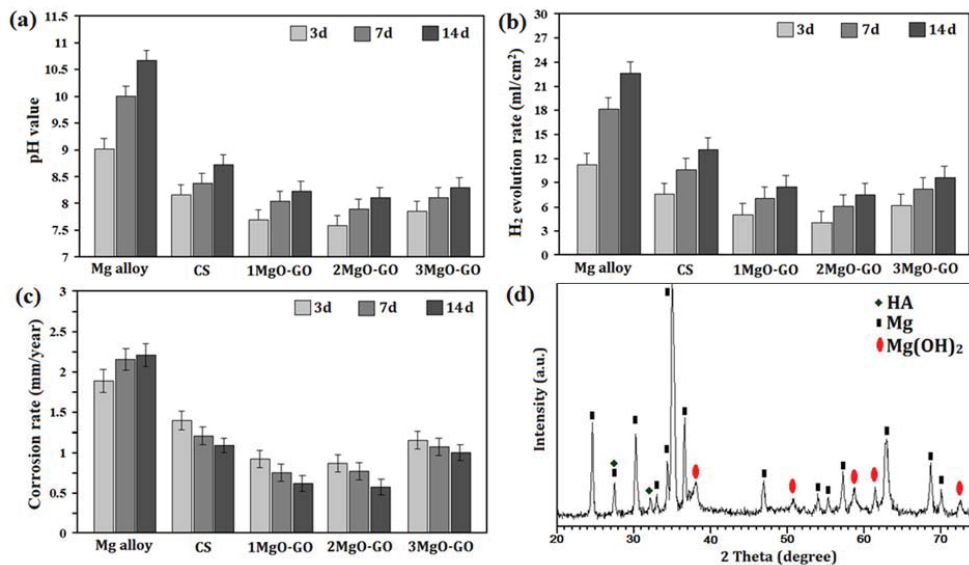 (a)
11.5
11
10.5
10
9.5
9
8.5
8
7.5
7
pH value
3d 7d 14d
Mg alloy CS 1MgO-GO 2MgO-GO 3MgO-GO
(b)
30
27
24
21
18
15
12
9
6
3
0
H₂ evolution rate (ml/cm²)
3d 7d 14d
Mg alloy CS 1MgO-GO 2MgO-GO 3MgO-GO
(c)
3
2.5
2
1.5
1
0.5
0
Corrosion rate (mm/year)
3d 7d 14d
Mg alloy CS 1MgO-GO 2MgO-GO 3MgO-GO
(d)
HA
Mg
Mg(OH)₂
Intensity (a.u.)
20 30 40 50 60 70
2 Theta (degree)